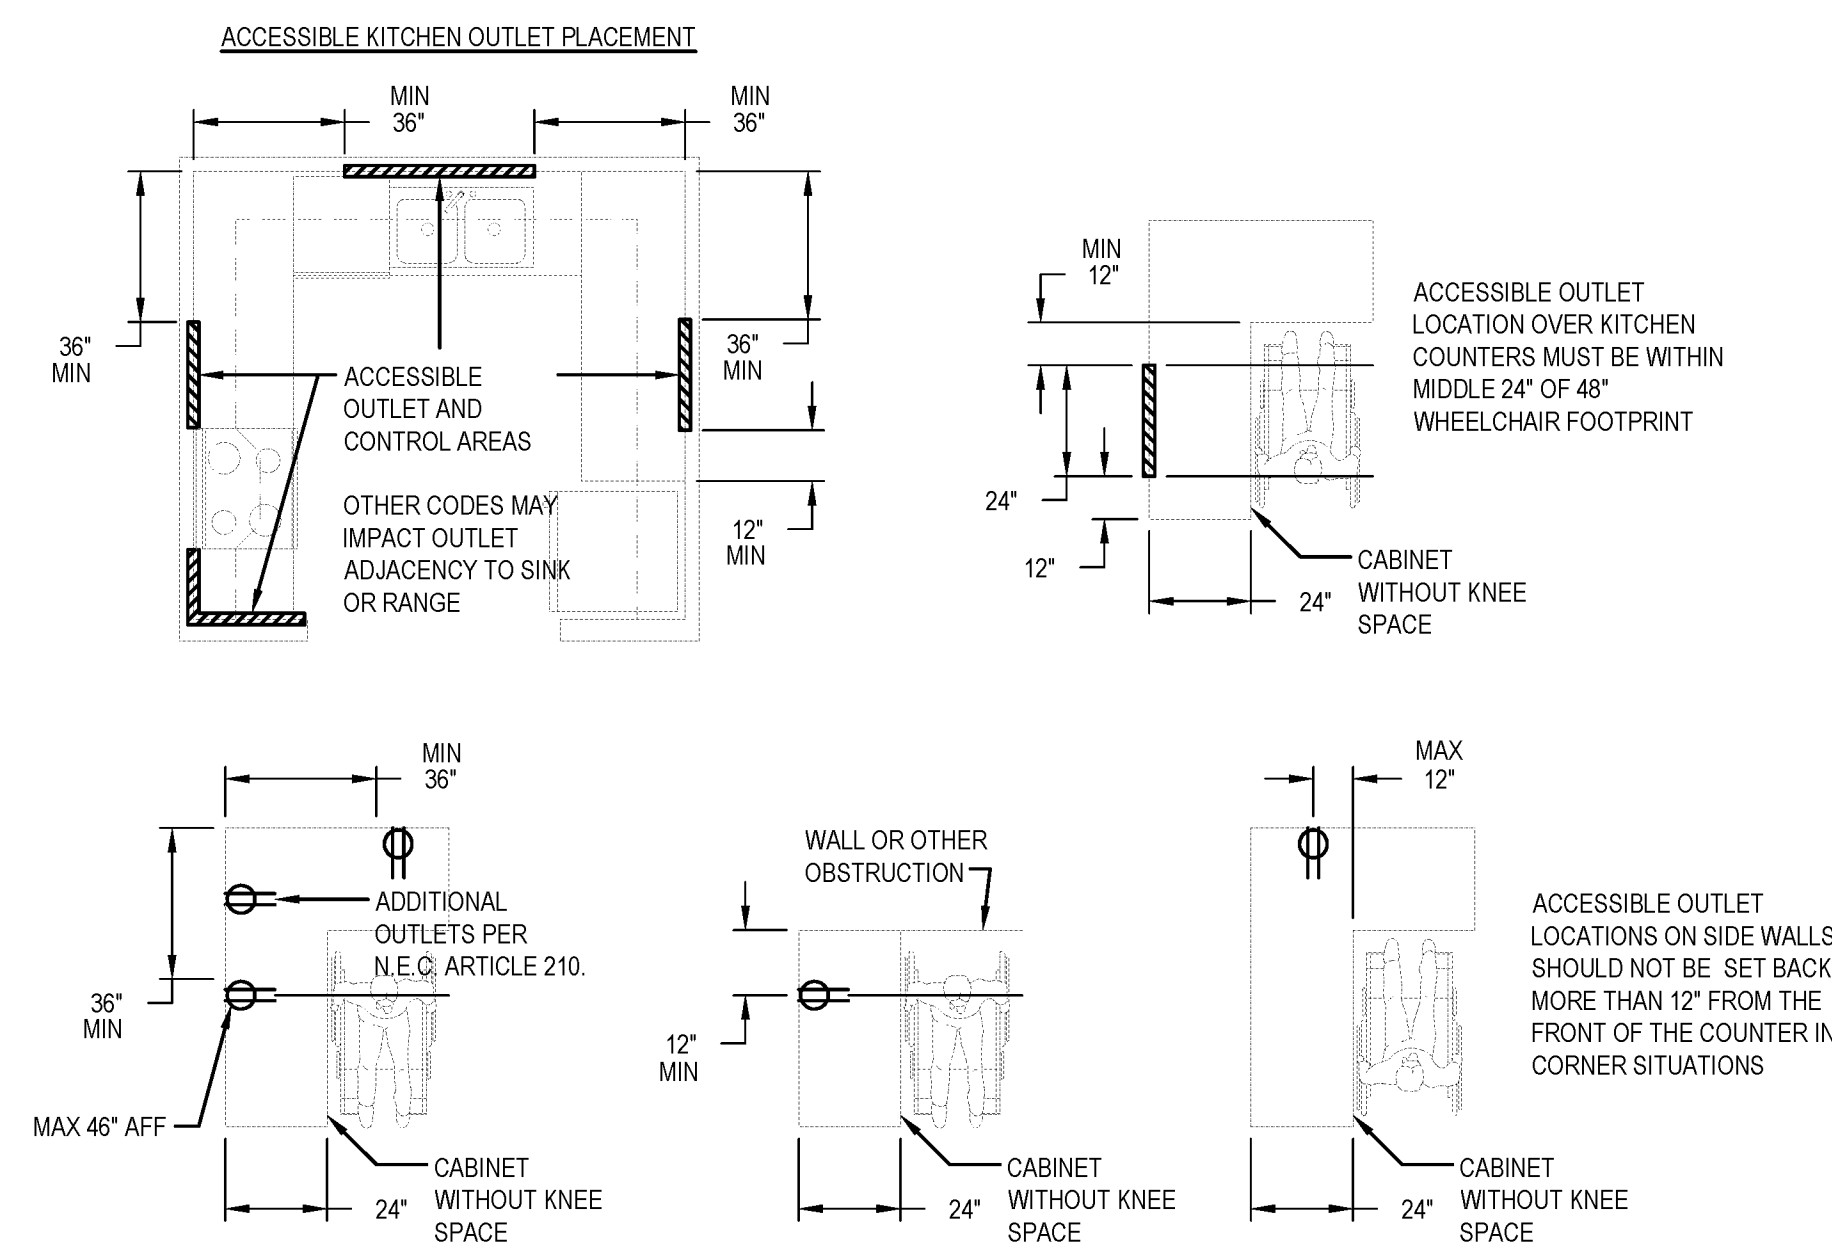 ACCESSIBLE KITCHEN OUTLET PLACEMENT
MIN
36"
MIN
36"
36"
MIN
36"
MIN
12"
MIN
ACCESSIBLE
OUTLET AND
CONTROL AREAS
OTHER CODES MAY
IMPACT OUTLET
ADJACENCY TO SINK
OR RANGE
MIN
12"
24"
12"
24"
ACCESSIBLE OUTLET
LOCATION OVER KITCHEN
COUNTERS MUST BE WITHIN
MIDDLE 24" OF 48"
WHEELCHAIR FOOTPRINT
CABINET
WITHOUT KNEE
SPACE
MIN
36"
36"
MIN
ADDITIONAL
OUTLETS PER
N.E.C. ARTICLE 210.
MAX 46" AFF
24"
CABINET
WITHOUT KNEE
SPACE
WALL OR OTHER
OBSTRUCTION
12"
MIN
24"
CABINET
WITHOUT KNEE
SPACE
MAX
12"
ACCESSIBLE OUTLET
LOCATIONS ON SIDE WALLS
SHOULD NOT BE SET BACK
MORE THAN 12" FROM THE
FRONT OF THE COUNTER IN
CORNER SITUATIONS
24"
CABINET
WITHOUT KNEE
SPACE